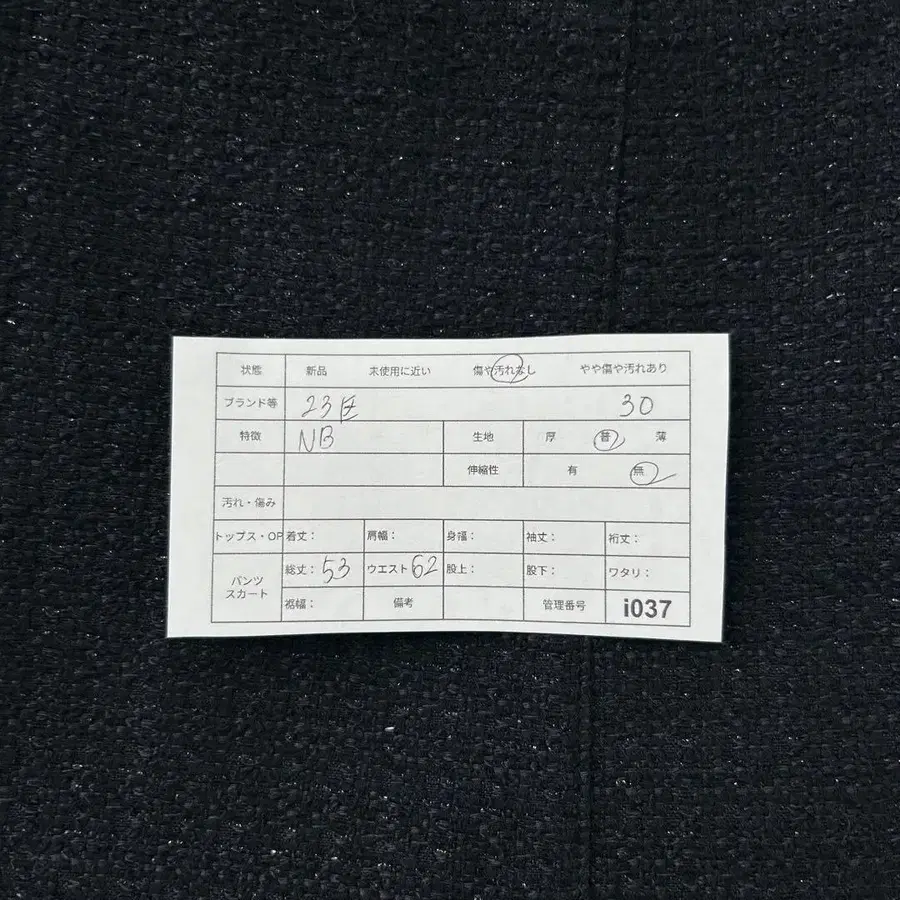 状態 新品 未使用に近い 傷や汚れなし やや傷や汚れあり
ブランド等 23区 30
特徴 NB 生地 厚 普 薄
伸縮性 有 無
汚れ・傷み
トップス・OP 着丈： 肩幅： 身幅： 袖丈： 裄丈：
パンツ スカート 総丈：53 ウエスト62 股上： 股下： ワタリ：
裾幅： 備考 管理番号 i037